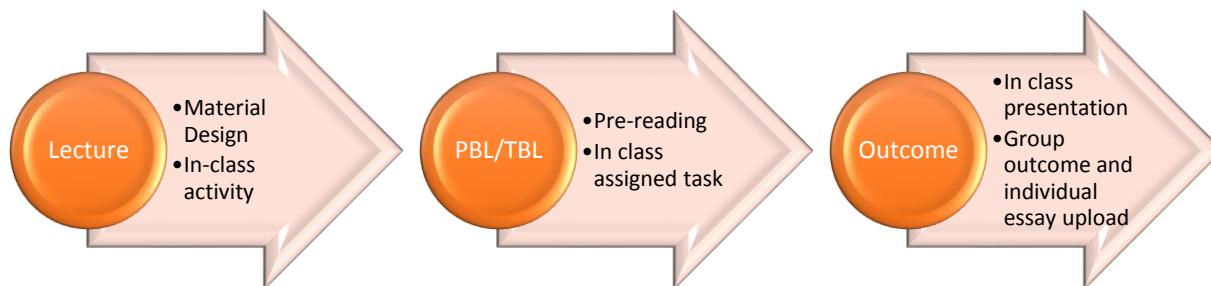 Lecture
•Material
Design
•In-class
activity
PBL/TBL
•Pre-reading
•In class
assigned task
Outcome
•In class
presentation
•Group
outcome and
individual
essay upload